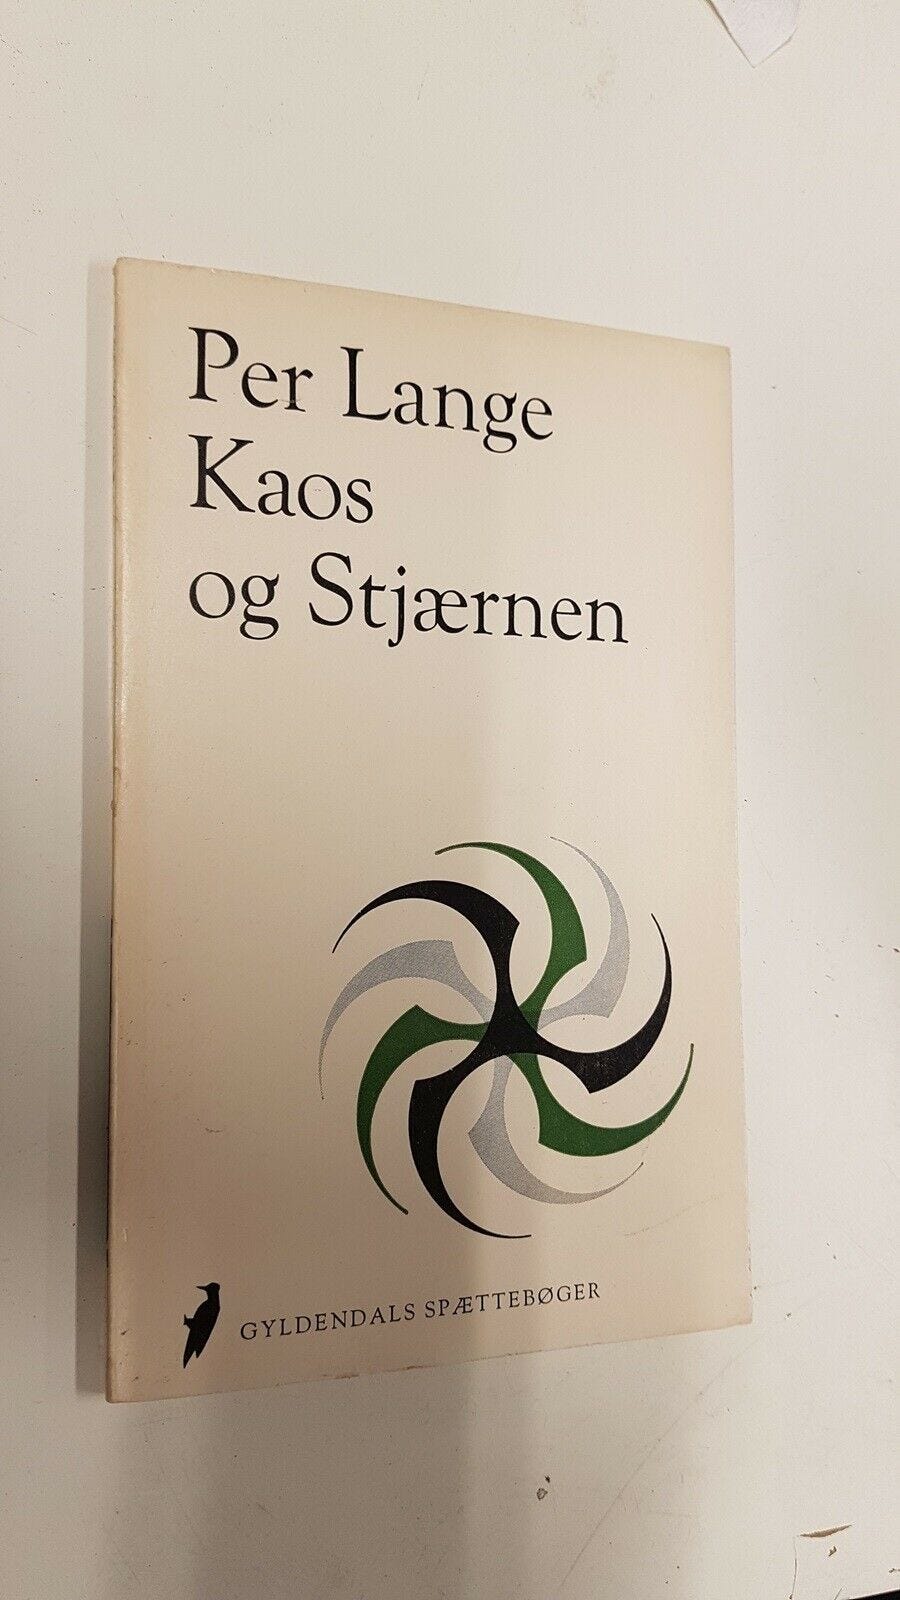 Per Lange
Kaos
og Stjærnen
GYLDENDALS SPÆTTEBØGER